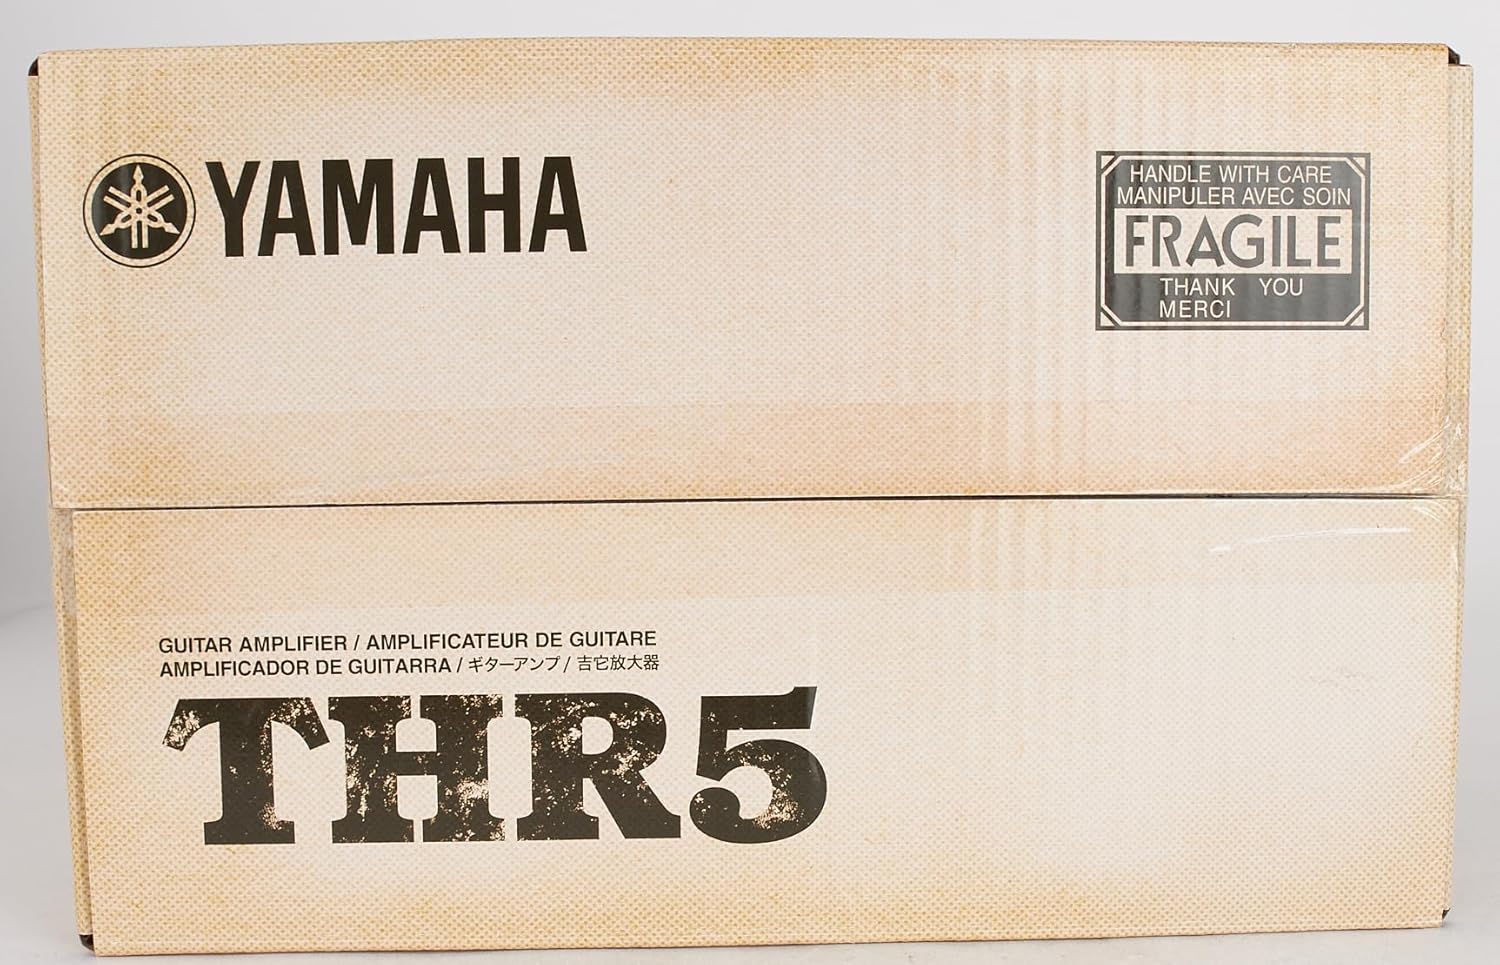 YAMAHA
HANDLE WITH CARE
MANIPULER AVEC SOIN
FRAGILE
THANK YOU
MERCI
GUITAR AMPLIFIER / AMPLIFICATEUR DE GUITARE
AMPLIFICADOR DE GUITARRA / ギターアンプ / 吉它放大器
THR5